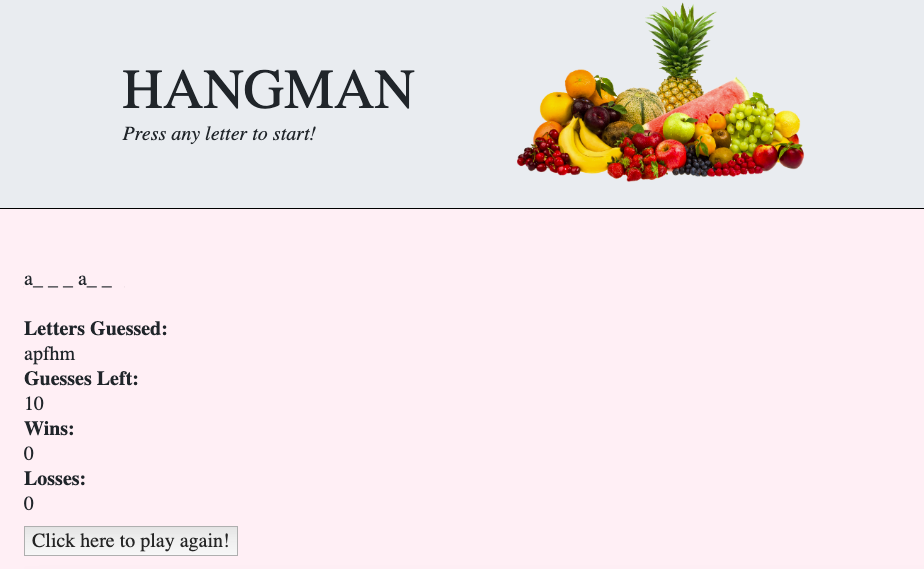 HANGMAN
Press any letter to start!
a_ _ _ a_ _
Letters Guessed:
apfhm
Guesses Left:
10
Wins:
0
Losses:
0
Click here to play again!